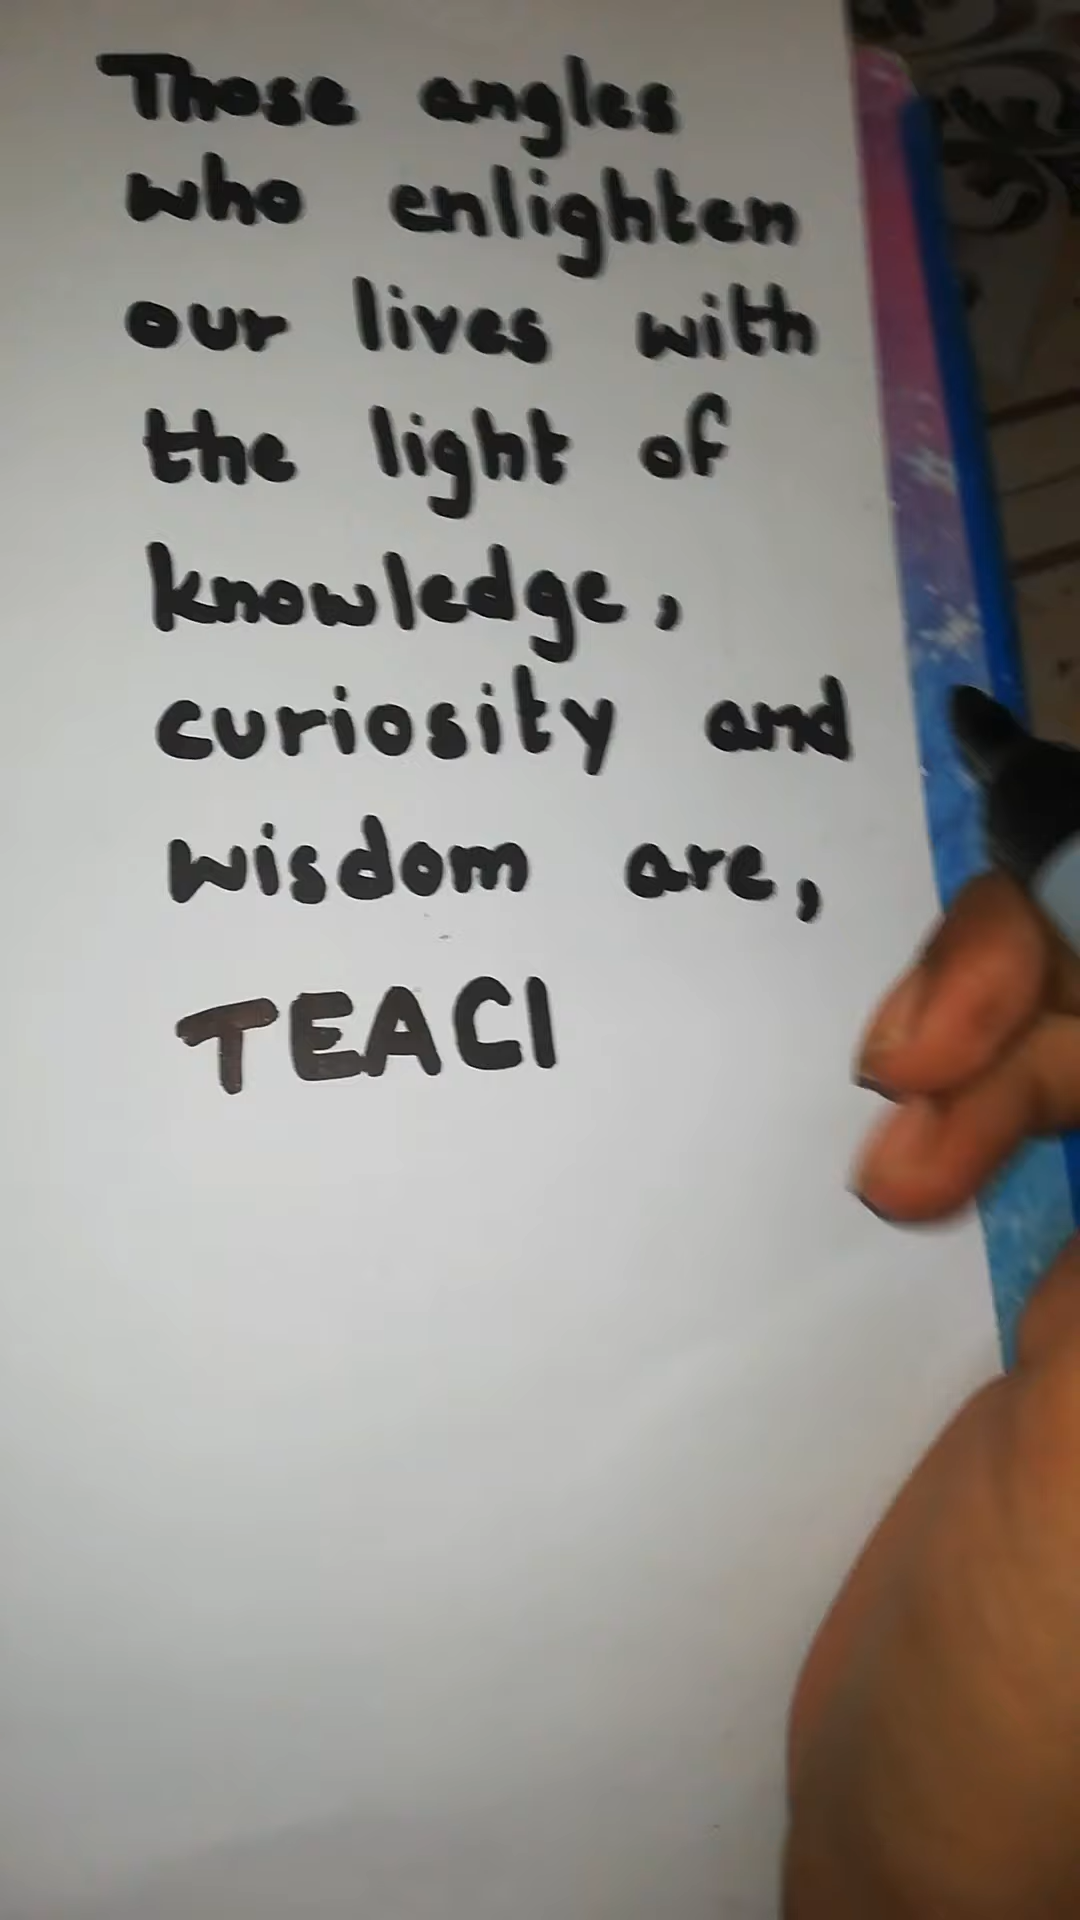 Those angles
who enlighten
our lives with
the light of
knowledge,
curiosity and
wisdom are,
TEACI